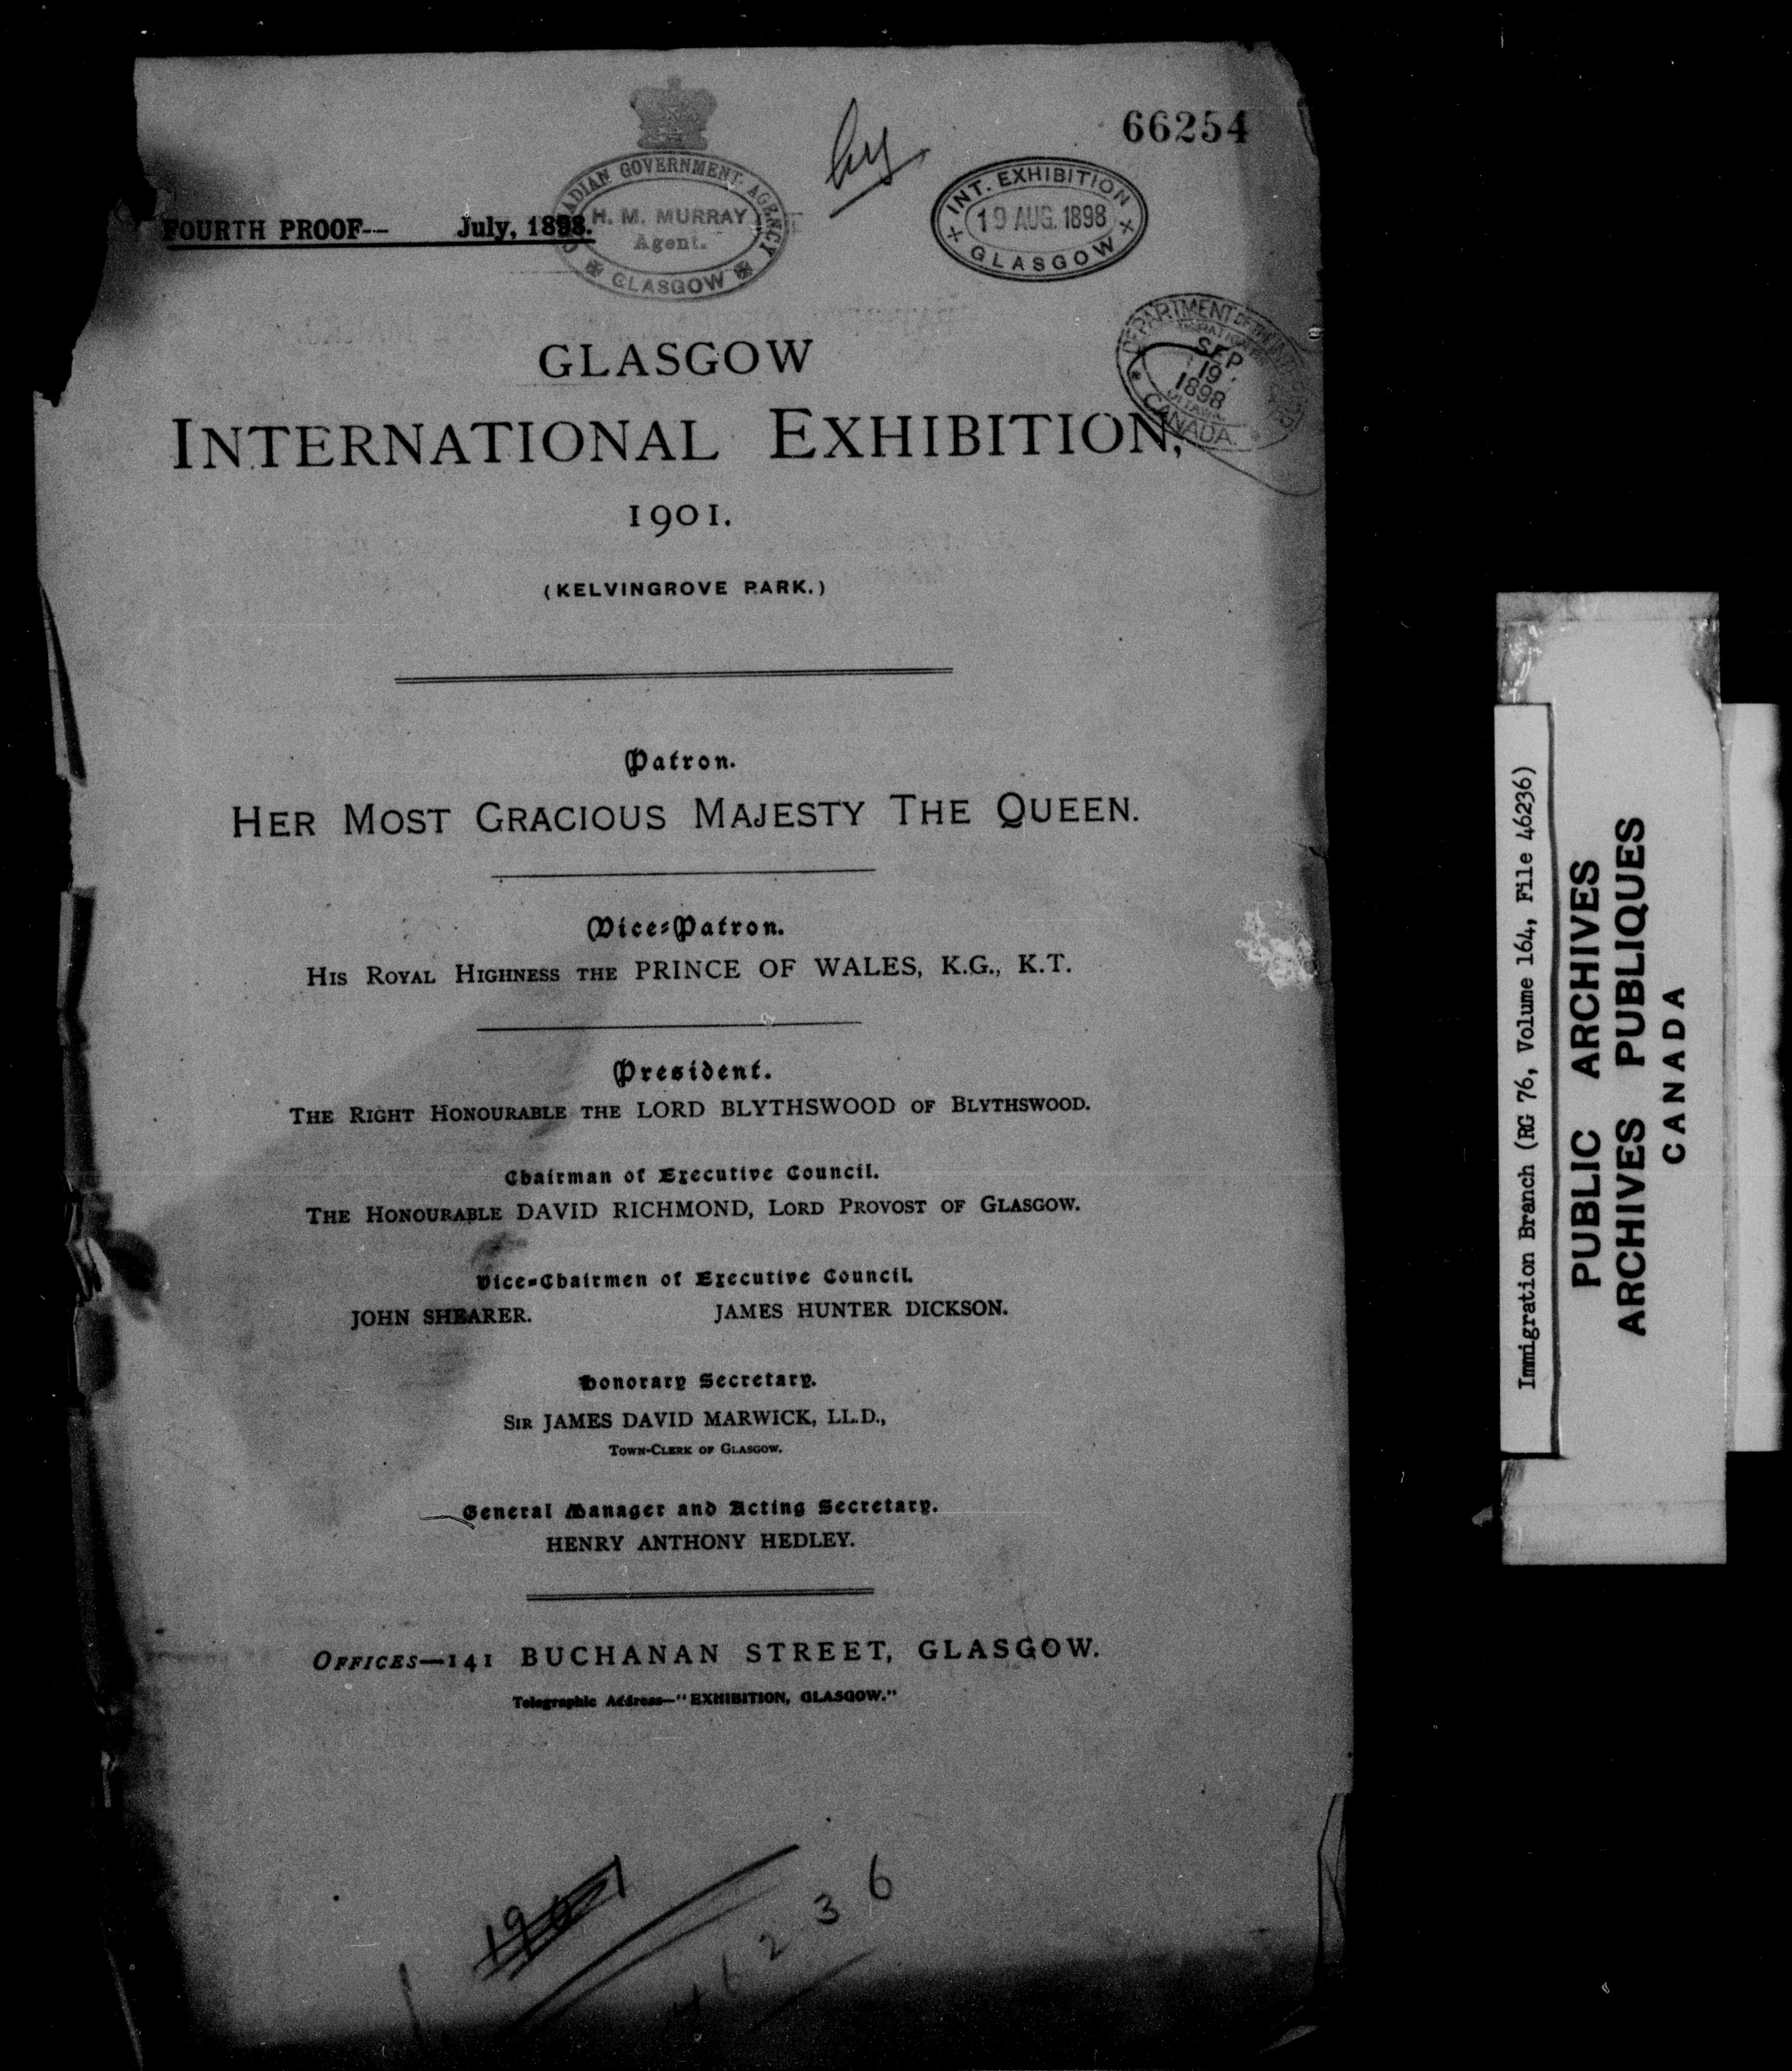 66254
CANADIAN GOVERNMENT AGENCY
H. M. MURRAY
Agent.
GLASGOW
INT. EXHIBITION
19 AUG. 1898
GLASGOW
FOURTH PROOF-- July, 1898.
DEPARTMENT OF THE INTERIOR
SEP
19
1898
OTTAWA
CANADA.
GLASGOW
INTERNATIONAL EXHIBITION,
1901.
(KELVINGROVE PARK.)
Patron.
HER MOST GRACIOUS MAJESTY THE QUEEN.
Vice=Patron.
HIS ROYAL HIGHNESS THE PRINCE OF WALES, K.G., K.T.
President.
THE RIGHT HONOURABLE THE LORD BLYTHSWOOD OF BLYTHSWOOD.
Chairman of Executive Council.
THE HONOURABLE DAVID RICHMOND, LORD PROVOST OF GLASGOW.
Vice=Chairmen of Executive Council.
JOHN SHEARER. JAMES HUNTER DICKSON.
Honorary Secretary.
SIR JAMES DAVID MARWICK, LL.D.,
TOWN-CLERK OF GLASGOW.
General Manager and Acting Secretary.
HENRY ANTHONY HEDLEY.
OFFICES—141 BUCHANAN STREET, GLASGOW.
Telegraphic Address—"EXHIBITION, GLASGOW."
46236
Immigration Branch (RG 76, Volume 164, File 46236)
PUBLIC ARCHIVES
ARCHIVES PUBLIQUES
CANADA